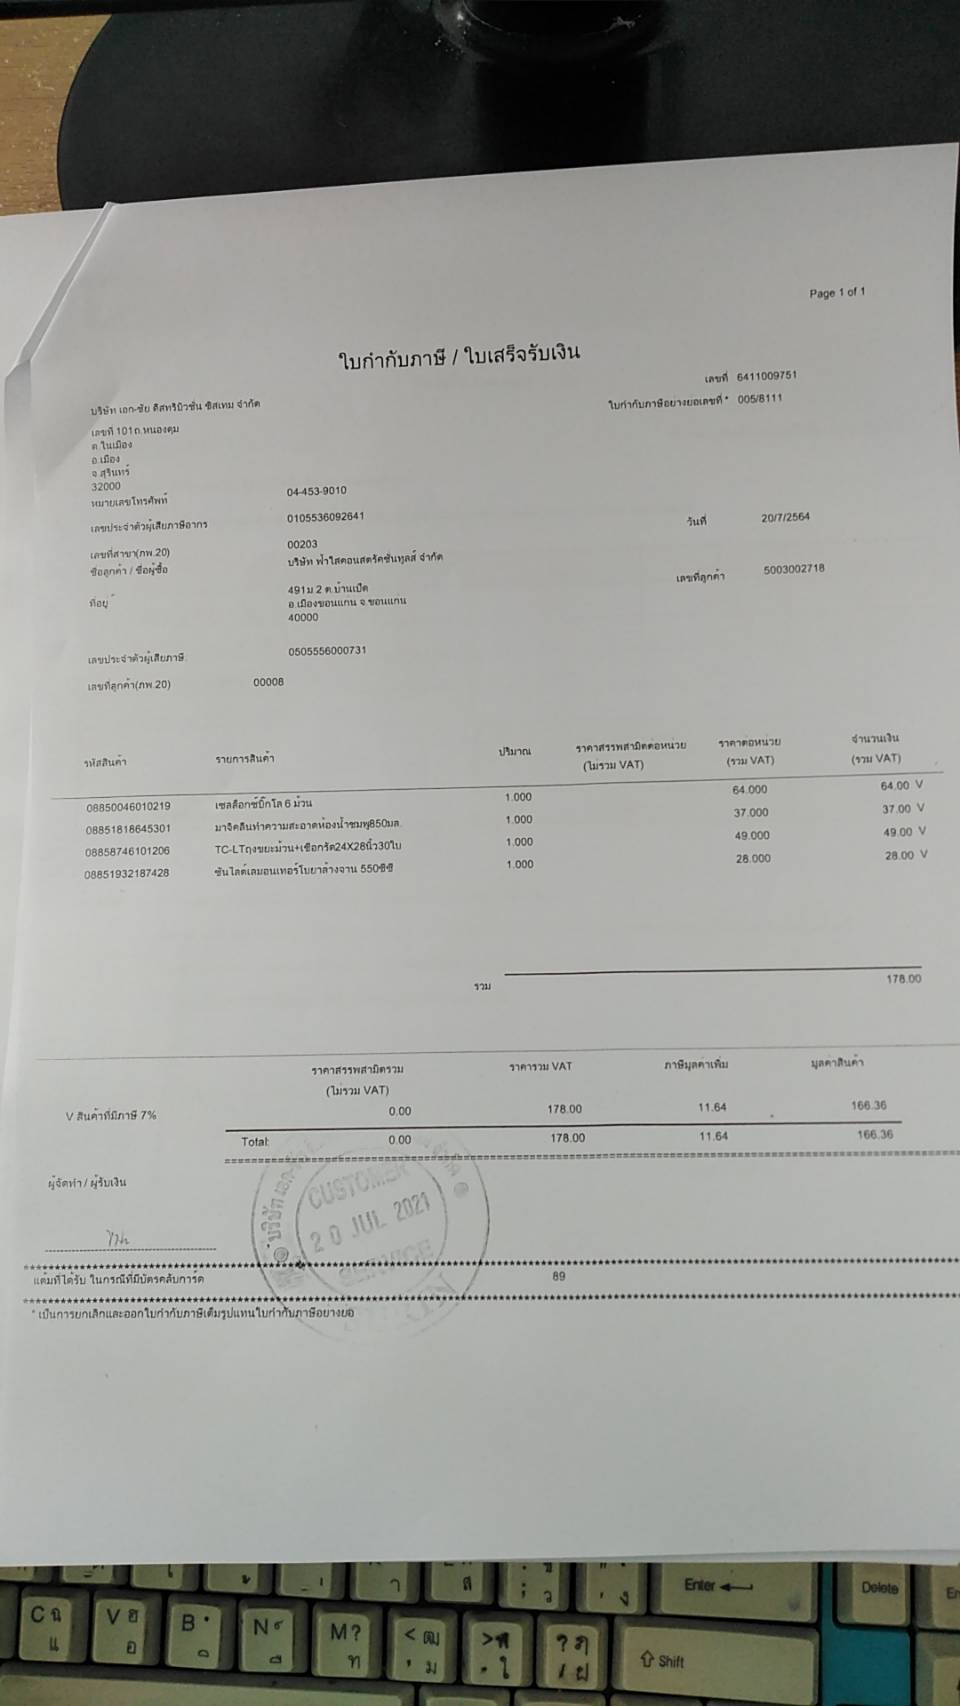 Page 1 of 1
ใบกำกับภาษี / ใบเสร็จรับเงิน
เลขที่ 6411009751
ใบกำกับภาษีอย่างย่อเลขที่ * 005/8111
บริษัท เอก-ชัย ดีสทริบิวชั่น ซิสเทม จำกัด
เลขที่ 101ถ.หนองตุม
ต.ในเมือง
อ.เมือง
จ.สุรินทร์
32000
หมายเลขโทรศัพท์ 04-453-9010
เลขประจำตัวผู้เสียภาษีอากร 0105536092641
วันที่ 20/7/2564
เลขที่สาขา(ภพ.20) 00203
ชื่อลูกค้า / ชื่อผู้ซื้อ บริษัท ฟ้าใสคอนสตรัคชั่นทูลส์ จำกัด
เลขที่ลูกค้า 5003002718
ที่อยู่ 491ม.2 ต.บ้านเป็ด
อ.เมืองขอนแก่น จ.ขอนแก่น
40000
เลขประจำตัวผู้เสียภาษี 0505556000731
เลขที่ลูกค้า(ภพ.20) 00008
รหัสสินค้า รายการสินค้า ปริมาณ ราคาสรรพสามิตต่อหน่วย ราคาต่อหน่วย จำนวนเงิน
(ไม่รวม VAT) (รวม VAT) (รวม VAT)
08850046010219 เซลล็อกซ์บิ๊กโล 6 ม้วน 1.000 64.000 64.00 V
08851818645301 มาจิคลีนทำความสะอาดห้องน้ำชมพู850มล. 1.000 37.000 37.00 V
08858746101206 TC-LTถุงขยะม้วน+เชือกรัด24X28นิ้ว30ใบ 1.000 49.000 49.00 V
08851932187428 ซันไลต์เลมอนเทอร์โบยาล้างจาน 550ซีซี 1.000 28.000 28.00 V
รวม 178.00
ราคาสรรพสามิตรวม ราคารวม VAT ภาษีมูลค่าเพิ่ม มูลค่าสินค้า
(ไม่รวม VAT)
V สินค้าที่มีภาษี 7% 0.00 178.00 11.64 166.36
Total: 0.00 178.00 11.64 166.36
ผู้จัดทำ / ผู้รับเงิน
บริษัท เอก-ชัย
CUSTOMER
20 JUL 2021
SERVICE
แต้มที่ได้รับ ในกรณีที่มีบัตรคลับการ์ด 89
* เป็นการยกเลิกและออกใบกำกับภาษีเต็มรูปแทนใบกำกับภาษีอย่างย่อ
Enter
Delete
C ฉ แ
V ฮ อ
B
N
M ? ท
< ฒ , ม
> ฬ . ใ
? ฦ / ฝ
Shift